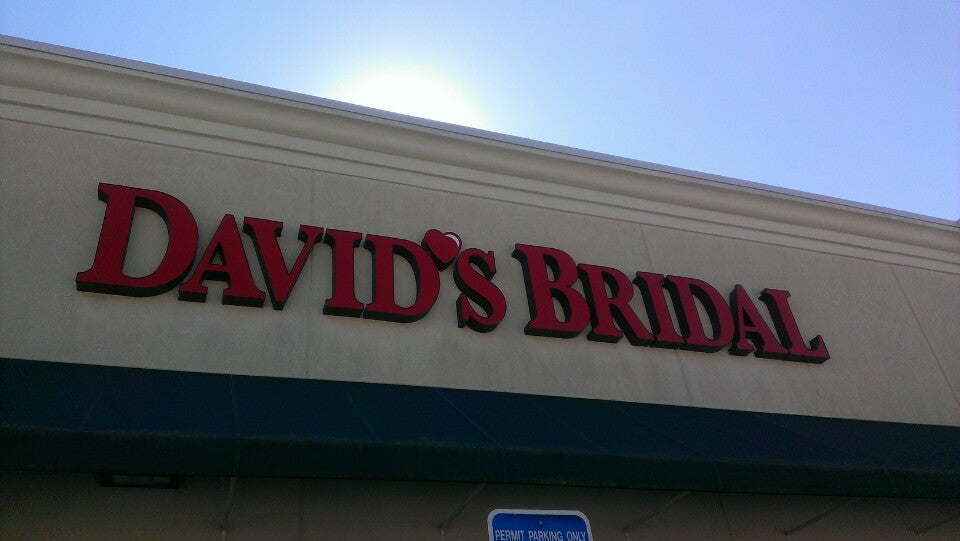 DAVID'S BRIDAL
PERMIT PARKING ONLY